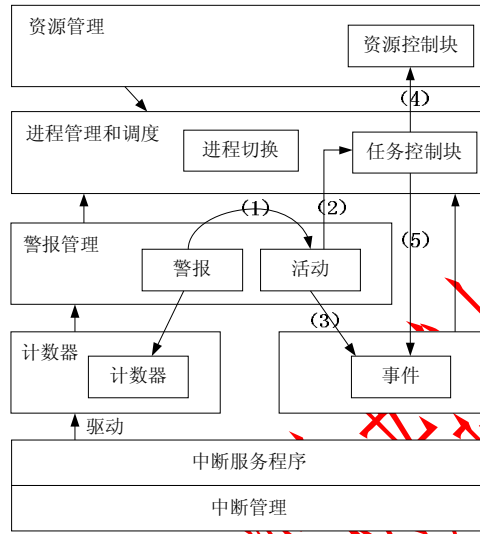 资源管理
资源控制块
(4)
进程管理和调度
进程切换
任务控制块
(1)
(2)
(5)
警报管理
警报
活动
(3)
计数器
计数器
事件
驱动
中断服务程序
中断管理